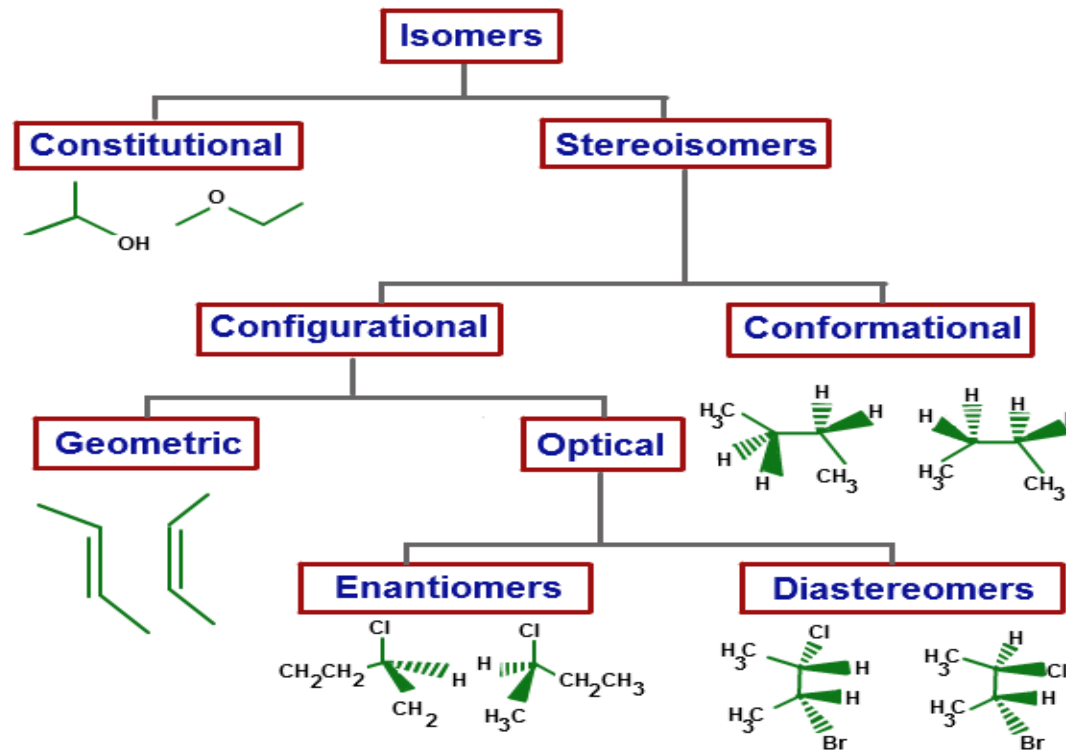 Isomers
Constitutional
Stereoisomers
O
OH
Configurational
Conformational
H
H
H
H
H₃C
H
H
H
CH₃
H₃C
CH₃
Geometric
Optical
Enantiomers
Diastereomers
Cl
Cl
CH₂CH₂
H
H
CH₂
H₃C
CH₂CH₃
Cl
H
H₃C
H
H₃C
Cl
H₃C
H
H₃C
H
Br
Br